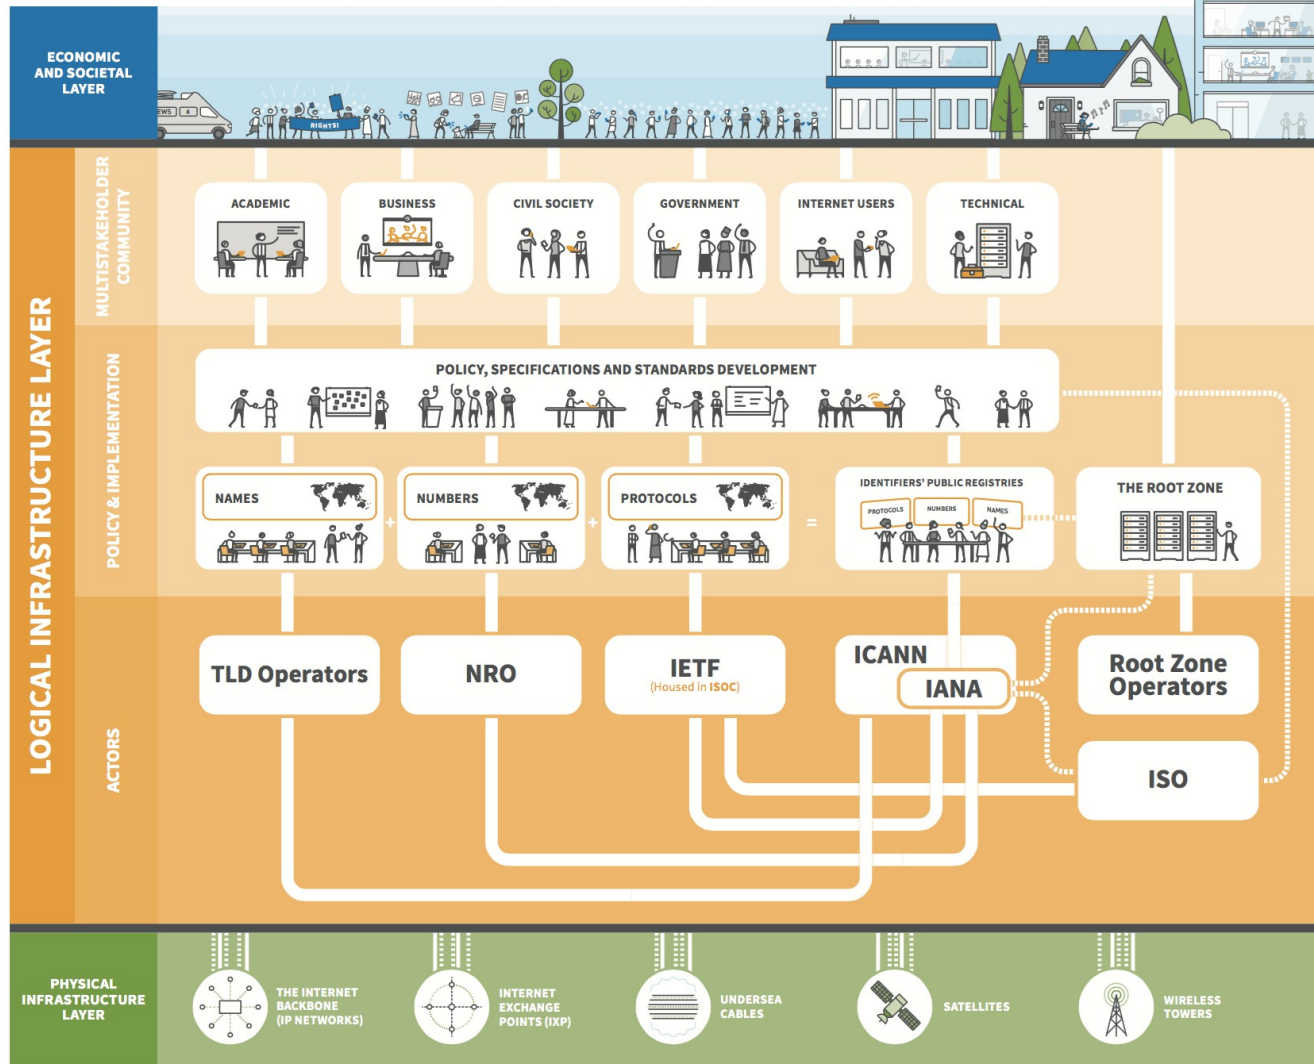 ECONOMIC
AND SOCIETAL
LAYER
EWS
4
RIGHTS!
LOGICAL INFRASTRUCTURE LAYER
MULTISTAKEHOLDER
COMMUNITY
ACADEMIC
BUSINESS
CIVIL SOCIETY
GOVERNMENT
INTERNET USERS
TECHNICAL
POLICY & IMPLEMENTATION
POLICY, SPECIFICATIONS AND STANDARDS DEVELOPMENT
NAMES
+
NUMBERS
+
PROTOCOLS
=
IDENTIFIERS' PUBLIC REGISTRIES
PROTOCOLS
NUMBERS
NAMES
THE ROOT ZONE
ACTORS
TLD Operators
NRO
IETF
(Housed in ISOC)
ICANN
IANA
Root Zone
Operators
ISO
PHYSICAL
INFRASTRUCTURE
LAYER
THE INTERNET
BACKBONE
(IP NETWORKS)
INTERNET
EXCHANGE
POINTS (IXP)
UNDERSEA
CABLES
SATELLITES
WIRELESS
TOWERS